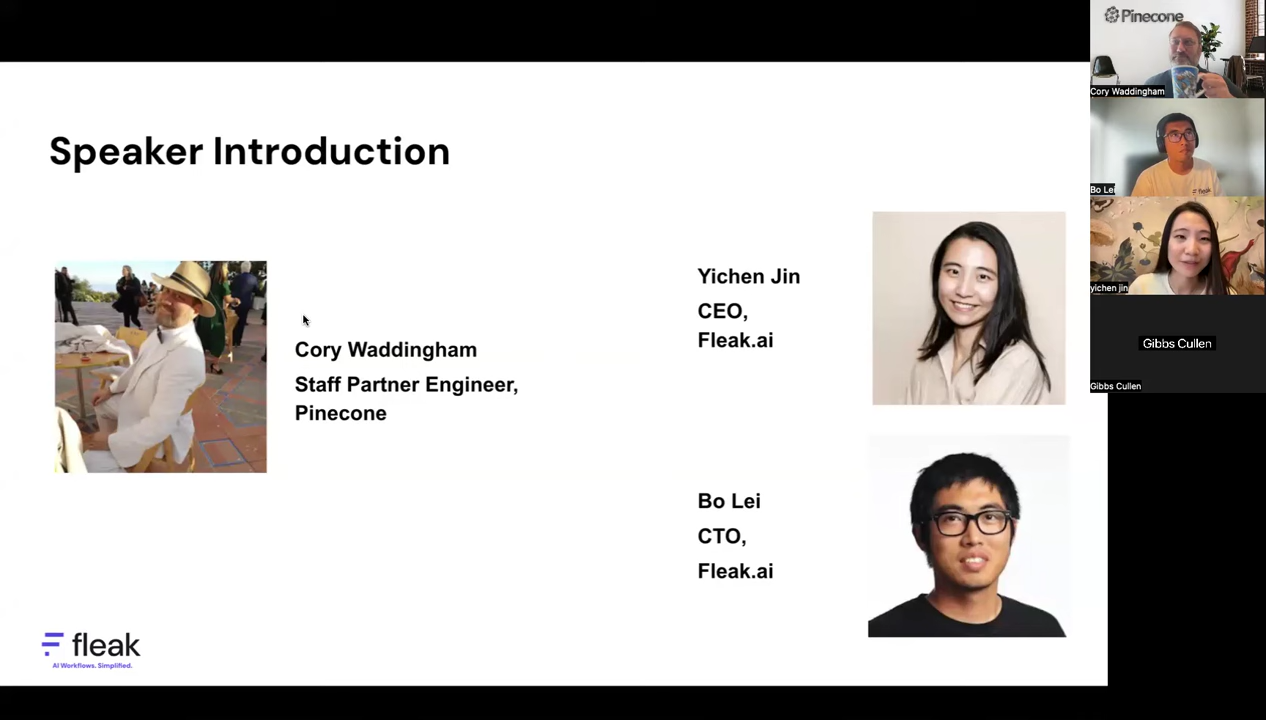 Speaker Introduction
Cory Waddingham
Staff Partner Engineer,
Pinecone
Yichen Jin
CEO,
Fleak.ai
Bo Lei
CTO,
Fleak.ai
fleak
AI Workflows. Simplified.
Pinecone
Cory Waddingham
fleak
Bo Lei
yichen jin
Gibbs Cullen
Gibbs Cullen